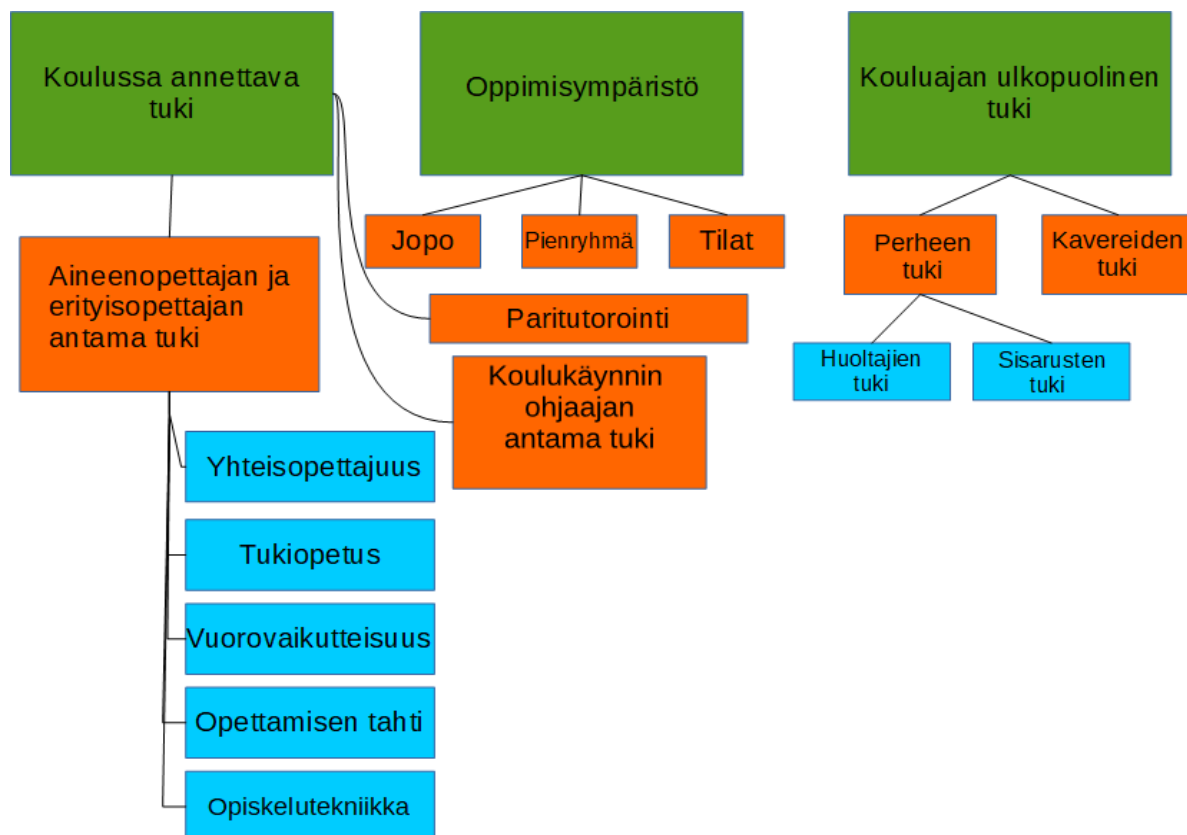 Koulussa annettava
tuki
Oppimisympäristö
Kouluajan ulkopuolinen
tuki
Aineenopettajan ja
erityisopettajan
antama tuki
Jopo
Pienryhmä
Tilat
Perheen
tuki
Kavereiden
tuki
Paritutorointi
Koulukäynnin
ohjaajan
antama tuki
Huoltajien
tuki
Sisarusten
tuki
Yhteisopettajuus
Tukiopetus
Vuorovaikutteisuus
Opettamisen tahti
Opiskelutekniikka